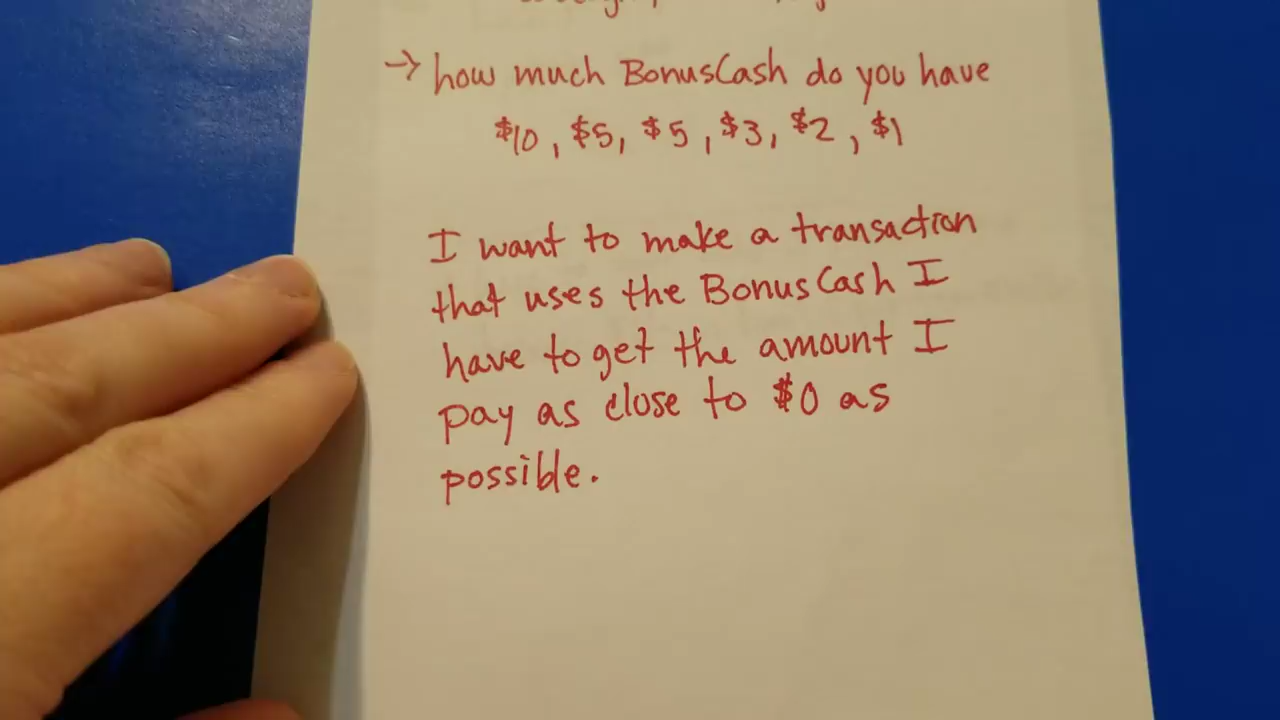 → how much BonusCash do you have
$10, $5, $5, $3, $2, $1
I want to make a transaction
that uses the BonusCash I
have to get the amount I
pay as close to $0 as
possible.